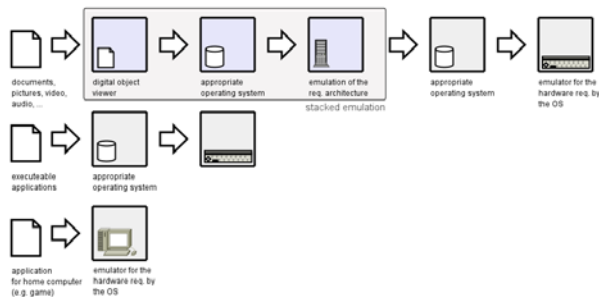 documents,
pictures, video,
audio, ...
digital object
viewer
appropriate
operating system
emulation of the
req. architecture
stacked emulation
appropriate
operating system
emulator for the
hardware req. by
the OS
executeable
applications
appropriate
operating system
application
for home computer
(e.g. game)
emulator for the
hardware req. by
the OS